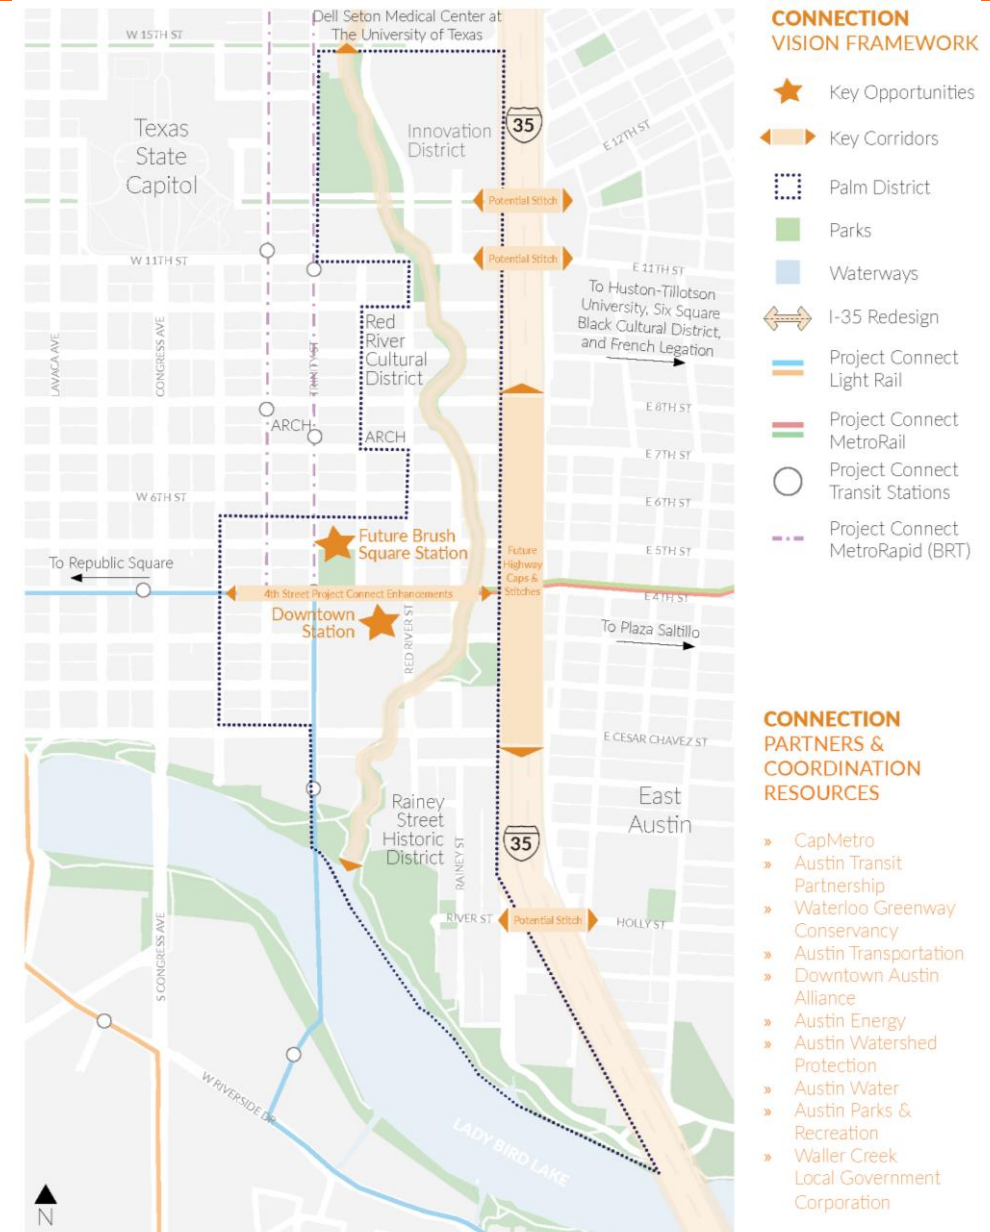 Dell Seton Medical Center at
The University of Texas
W 15TH ST
Texas
State
Capitol
Innovation
District
35
E 12TH ST
Potential Stitch
W 11TH ST
Potential Stitch
E 11TH ST
To Huston-Tillotson
University, Six Square
Black Cultural District,
and French Legation
LAVACA AVE
CONGRESS AVE
TRINITY ST
Red
River
Cultural
District
E 8TH ST
ARCH
ARCH
E 7TH ST
W 6TH ST
E 6TH ST
Future Brush
Square Station
Future
Highway
Caps &
Stitches
E 5TH ST
To Republic Square
4th Street Project Connect Enhancements
E 4TH ST
Downtown
Station
RED RIVER ST
To Plaza Saltillo
E CESAR CHAVEZ ST
Rainey
Street
Historic
District
RAINEY ST
East
Austin
35
RIVER ST
Potential Stitch
HOLLY ST
S CONGRESS AVE
W RIVERSIDE DR
LADY BIRD LAKE
N
CONNECTION
VISION FRAMEWORK
Key Opportunities
Key Corridors
Palm District
Parks
Waterways
I-35 Redesign
Project Connect
Light Rail
Project Connect
MetroRail
Project Connect
Transit Stations
Project Connect
MetroRapid (BRT)
CONNECTION
PARTNERS &
COORDINATION
RESOURCES
» CapMetro
» Austin Transit
Partnership
» Waterloo Greenway
Conservancy
» Austin Transportation
» Downtown Austin
Alliance
» Austin Energy
» Austin Watershed
Protection
» Austin Water
» Austin Parks &
Recreation
» Waller Creek
Local Government
Corporation